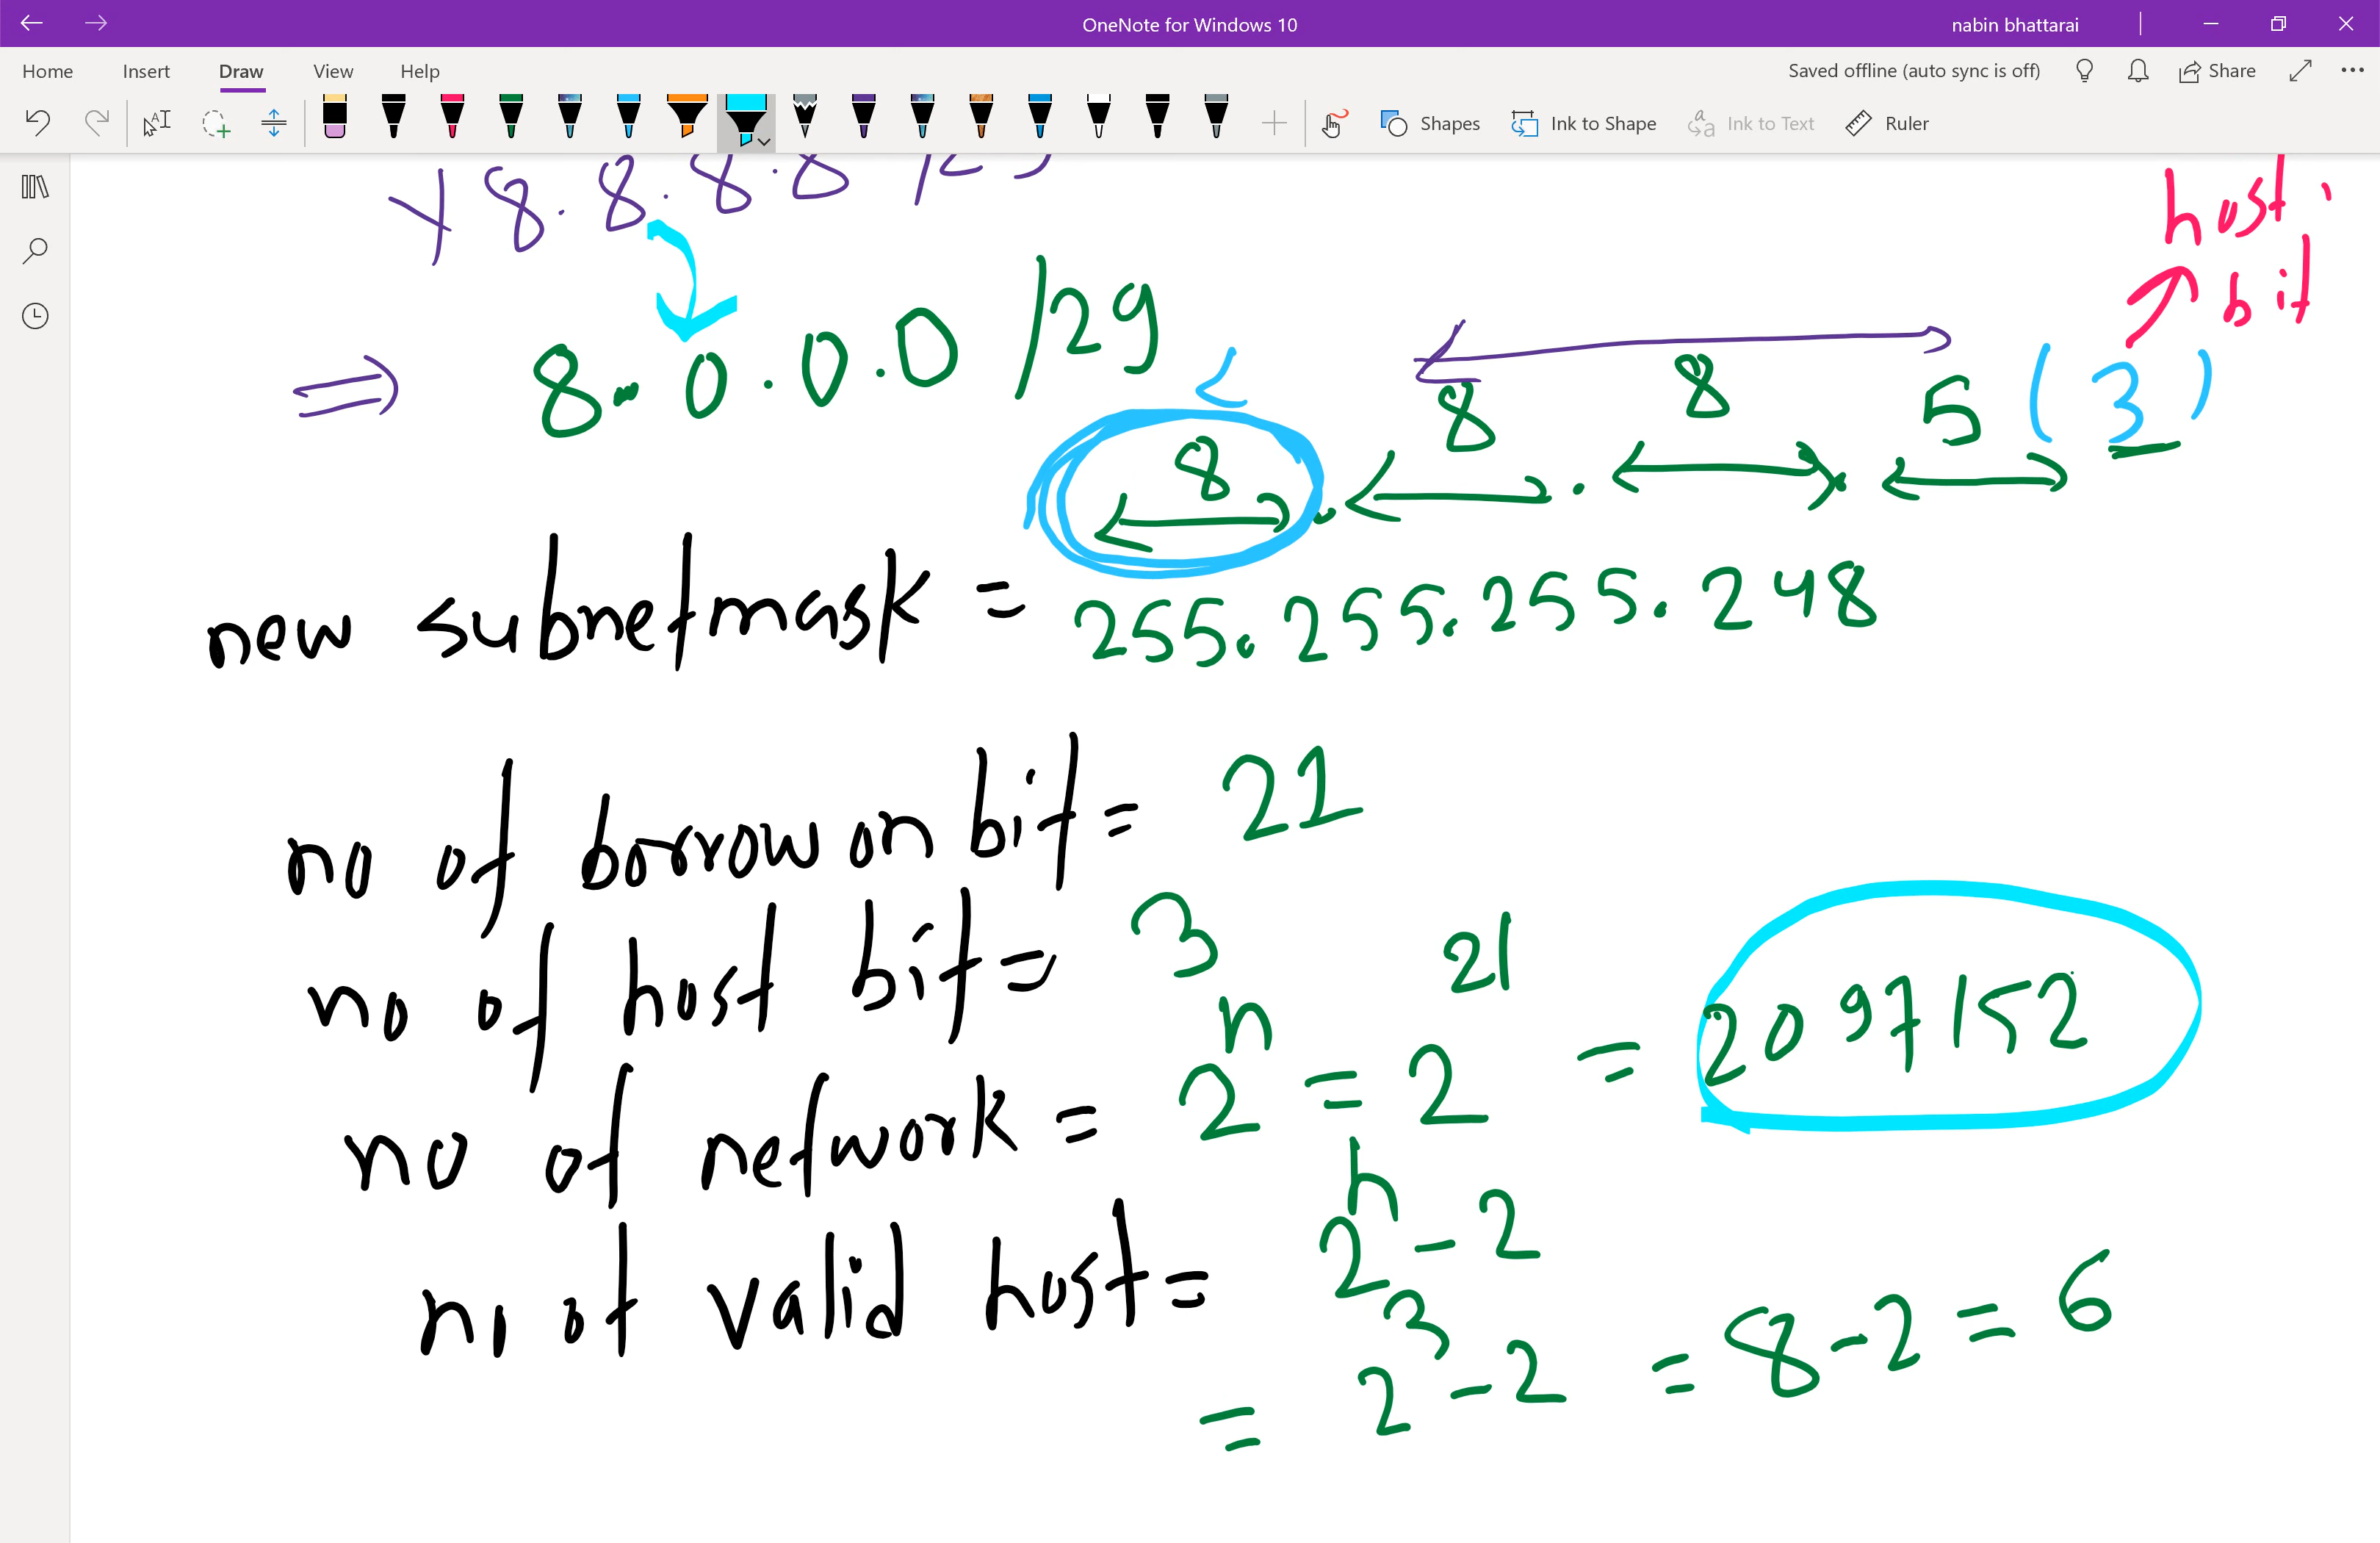 OneNote for Windows 10
nabin bhattarai
Home Insert Draw View Help
Saved offline (auto sync is off) Share
Shapes Ink to Shape Ink to Text Ruler
8.8.8.8
host
bit
⇒ 8.0.0.0 /29
8 8 8 5 (3)
new subnetmask = 255.255.255.248
no of borrow on bit = 21
no of host bit = 3
no of network = 2^n = 2^21 = 2097152
no of valid host = 2^h - 2
= 2^3 - 2 = 8 - 2 = 6